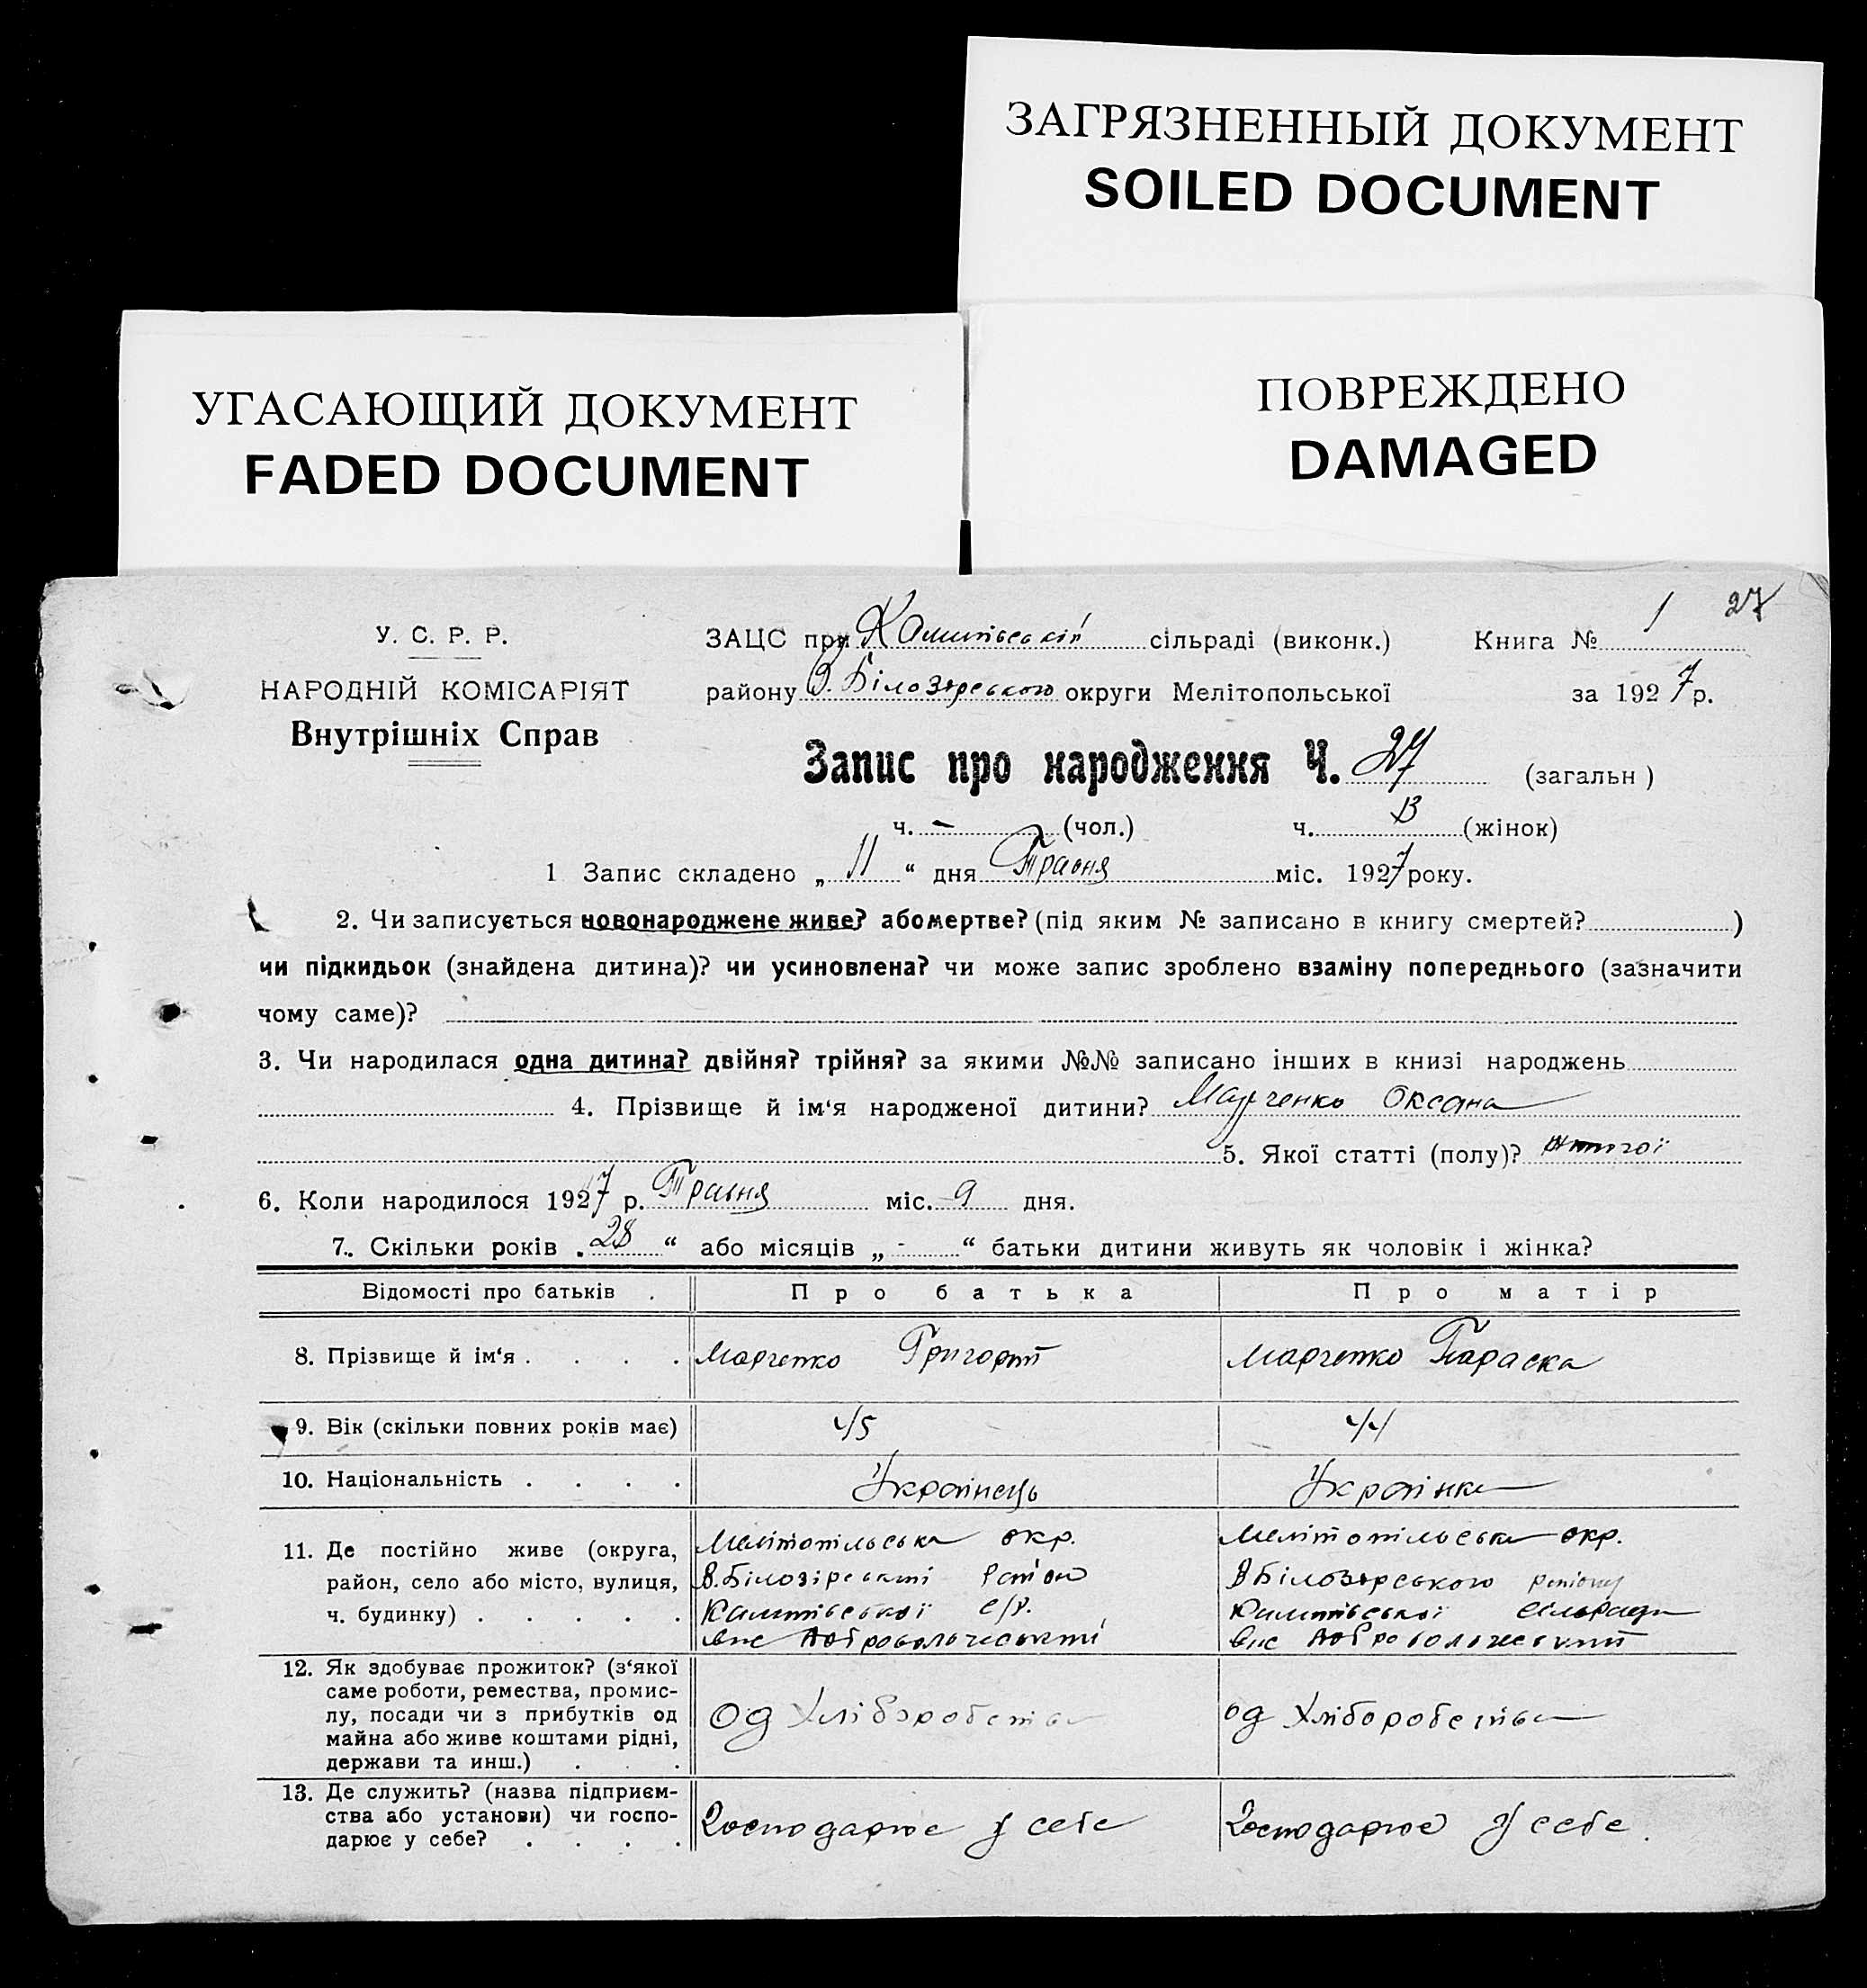 ЗАГРЯЗНЕННЫЙ ДОКУМЕНТ
SOILED DOCUMENT
УГАСАЮЩИЙ ДОКУМЕНТ
FADED DOCUMENT
ПОВРЕЖДЕНО
DAMAGED
27
У. С. Р. Р.
НАРОДНІЙ КОМІСАРІЯТ
Внутрішніх Справ
ЗАЦС при сільраді (виконк.) Книга № 1
району В. Білозерського округи Мелітопольської за 1927 р.
Запис про народження Ч. 27 (загальн )
ч. - (чол.) ч. (жінок)
1 Запис складено „ 11 “ дня Травня міс. 1927 року.
2. Чи записується новонароджене живе? або мертве? (під яким № записано в книгу смертей? )
чи підкидьок (знайдена дитина)? чи усиновлена? чи може запис зроблено взаміну попереднього (зазначити
чому саме)?
3. Чи народилася одна дитина? двійня? трійня? за якими №№ записано інших в книзі народжень
4. Прізвище й ім‘я народженої дитини? Марченко Оксана
5. Якої статті (полу)?
6. Коли народилося 1927 р. Травня міс. 9 дня.
7. Скільки років „ 28 “ або місяців „ - “ батьки дитини живуть як чоловік і жінка?
Відомості про батьків Про батька Про матір
8. Прізвище й ім‘я . . . . Марченко Григорій Марченко Параска
9. Вік (скільки повних років має) 45 44
10. Національність . . . . Українець Українка
11. Де постійно живе (округа,
район, село або місто, вулиця,
ч. будинку) . . . . .
Мелітопільська окр.
В. Білозірський район
с/р.
Мелітопільська окр.
В Білозерського району
сільради
12. Як здобуває прожиток? (з‘якої
саме роботи, ремества, промис-
лу, посади чи з прибутків од
майна або живе коштами рідні,
держави та инш.) . . .
од Хліборобства
од Хліборобства
13. Де служить? (назва підприєм-
ства або установи) чи госпо-
дарює у себе? . . . .
Господарює у себе
Господарює у себе.